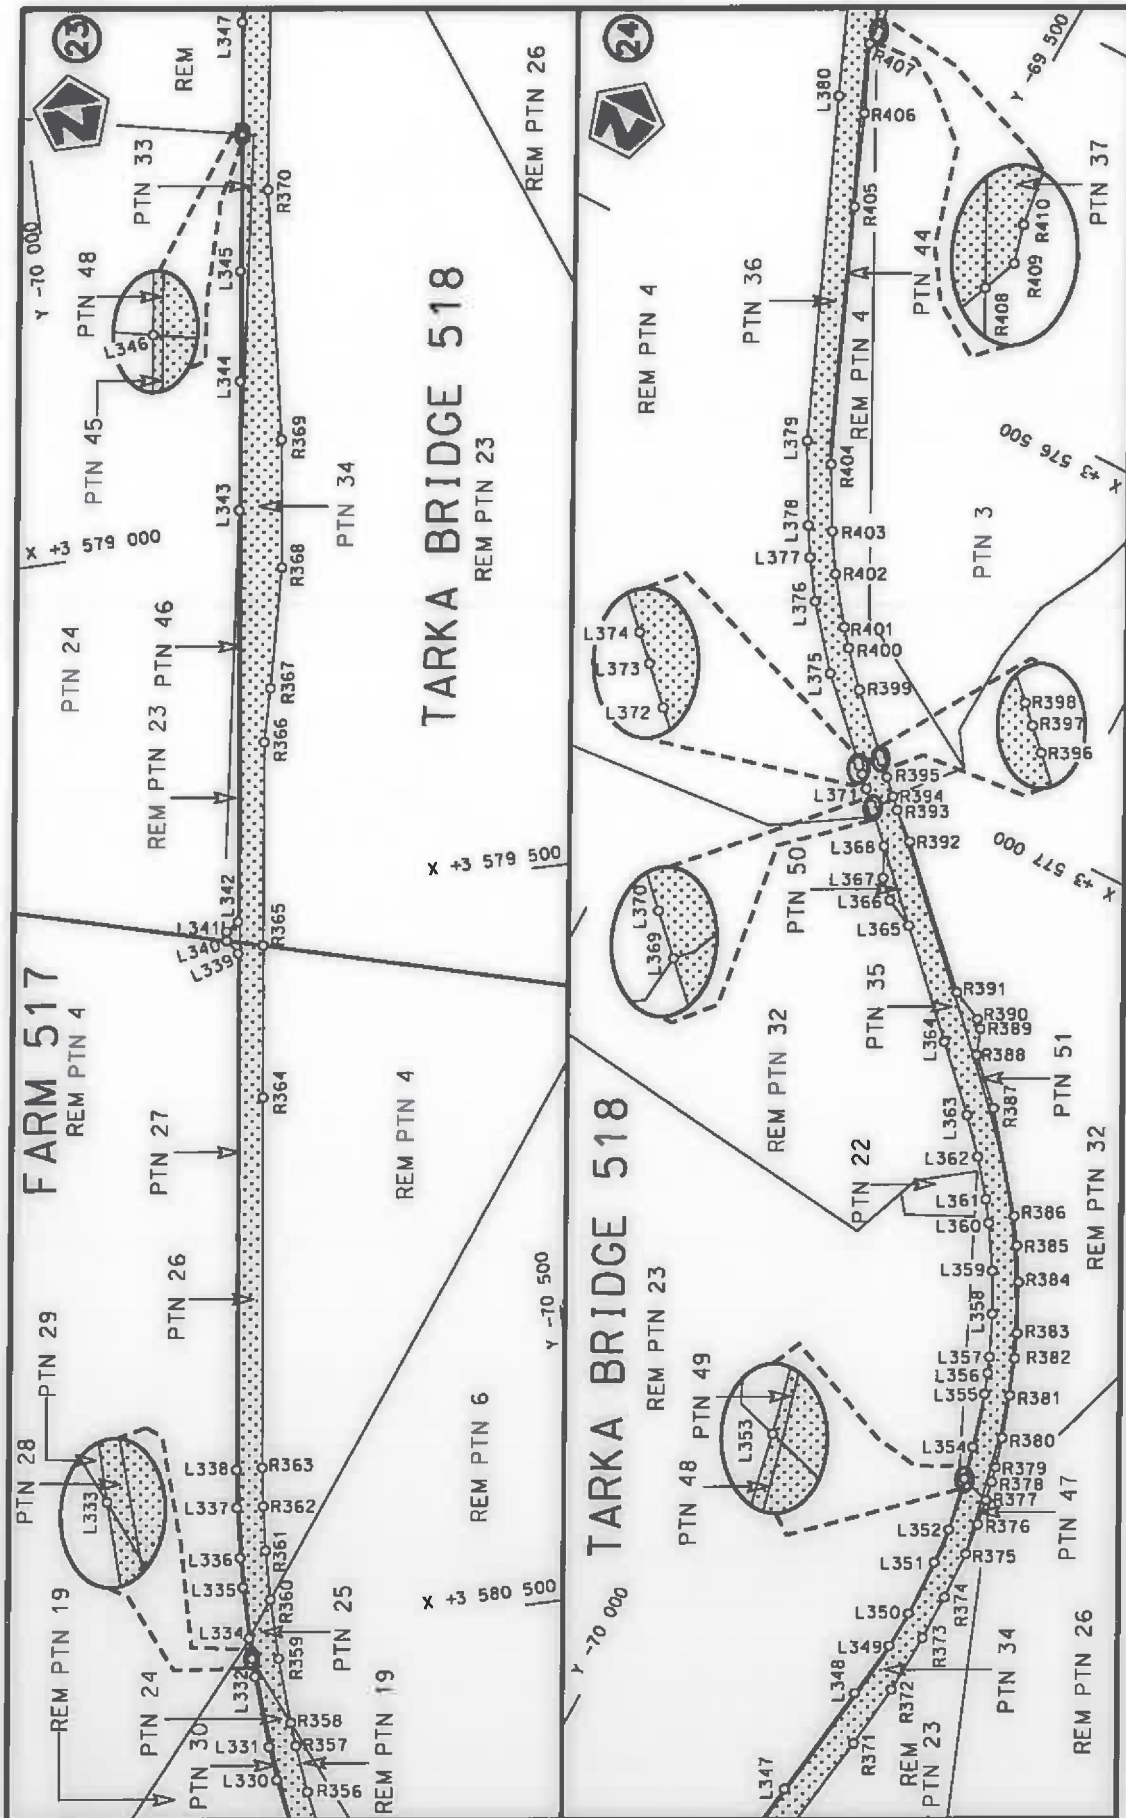 23
N
L347
REM
PTN 33
R370
REM PTN 26
Y -70 000
PTN 48
L345
L346
L344
PTN 45
R369
TARKA BRIDGE 518
REM PTN 23
L343
PTN 34
X +3 579 000
R368
PTN 24
PTN 46
REM PTN 23
R367
R366
X +3 579 500
L342
L341
L340
L339
R365
FARM 517
REM PTN 4
R364
PTN 27
REM PTN 4
PTN 26
Y -70 500
PTN 29
PTN 28
L333
L338
R363
L337
R362
REM PTN 6
L336
R361
L335
R360
X +3 580 500
REM PTN 19
L334
R359
PTN 25
L332
PTN 24
R358
L331
R357
PTN 30
L330
R356
REM PTN 19
24
N
R407
Y -69 500
L380
R406
R405
PTN 37
R410
R409
R408
REM PTN 4
PTN 36
PTN 44
REM PTN 4
L379
R404
X +3 576 500
L378
R403
L377
R402
PTN 3
L376
R401
R400
L374
L373
L372
L375
R399
R398
R397
R396
R395
L371
R394
R393
L368
R392
X +3 577 000
PTN 50
L367
L366
L365
L370
L369
PTN 35
R391
R390
R389
L364
R388
PTN 51
REM PTN 32
L363
R387
TARKA BRIDGE 518
REM PTN 23
L362
PTN 22
L361
L360
R386
REM PTN 32
R385
L359
R384
L358
R383
L357
R382
L356
L355
R381
PTN 49
L353
PTN 48
L354
R380
R379
R378
R377
PTN 47
R376
L352
R375
L351
R374
L350
R373
L349
PTN 34
REM PTN 26
Y -70 000
L348
R372
R371
REM
PTN 23
L347